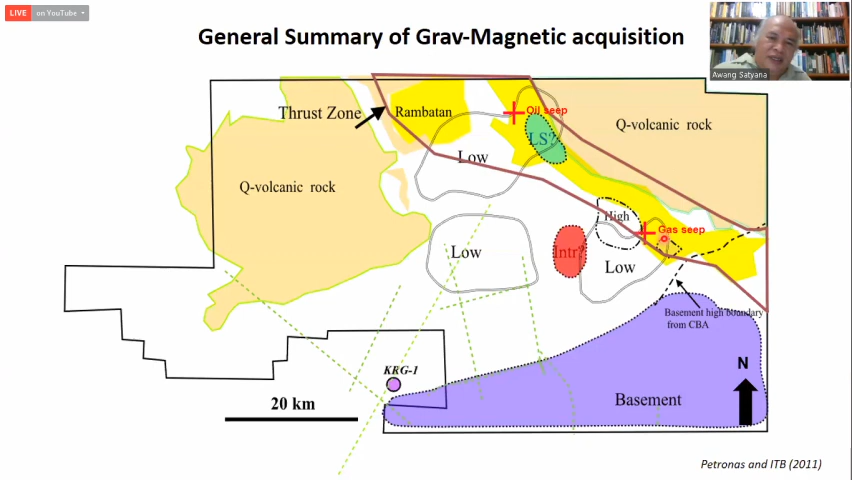 LIVE on YouTube
General Summary of Grav-Magnetic acquisition
Awang Satyana
Thrust Zone
Rambatan
Oil seep
LS?
Q-volcanic rock
Low
Q-volcanic rock
High
Gas seep
Low
Intr?
Low
Basement high boundary
from CBA
KRG-1
N
20 km
Basement
Petronas and ITB (2011)